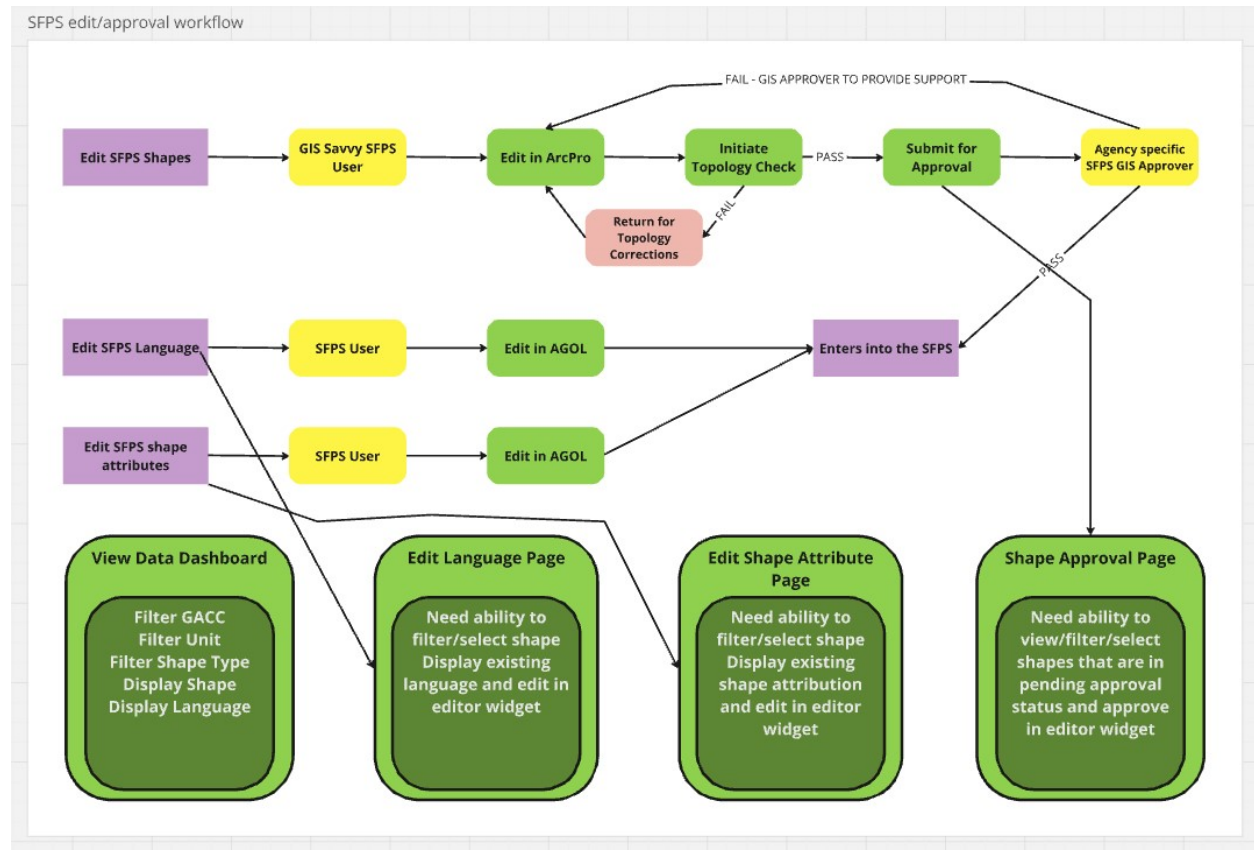 SFPS edit/approval workflow
FAIL - GIS APPROVER TO PROVIDE SUPPORT
Edit SFPS Shapes
GIS Savvy SFPS
User
Edit in ArcPro
Initiate
Topology Check
PASS
Submit for
Approval
Agency specific
SFPS GIS Approver
FAIL
Return for
Topology
Corrections
PASS
Edit SFPS Language
SFPS User
Edit in AGOL
Enters into the SFPS
Edit SFPS shape
attributes
SFPS User
Edit in AGOL
View Data Dashboard
Filter GACC
Filter Unit
Filter Shape Type
Display Shape
Display Language
Edit Language Page
Need ability to
filter/select shape
Display existing
language and edit in
editor widget
Edit Shape Attribute
Page
Need ability to
filter/select shape
Display existing
shape attribution
and edit in editor
widget
Shape Approval Page
Need ability to
view/filter/select
shapes that are in
pending approval
status and approve
in editor widget